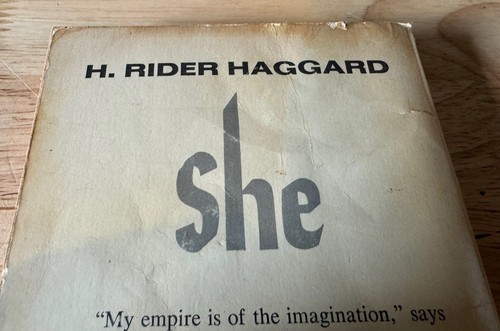 H. RIDER HAGGARD
she
“My empire is of the imagination,” says